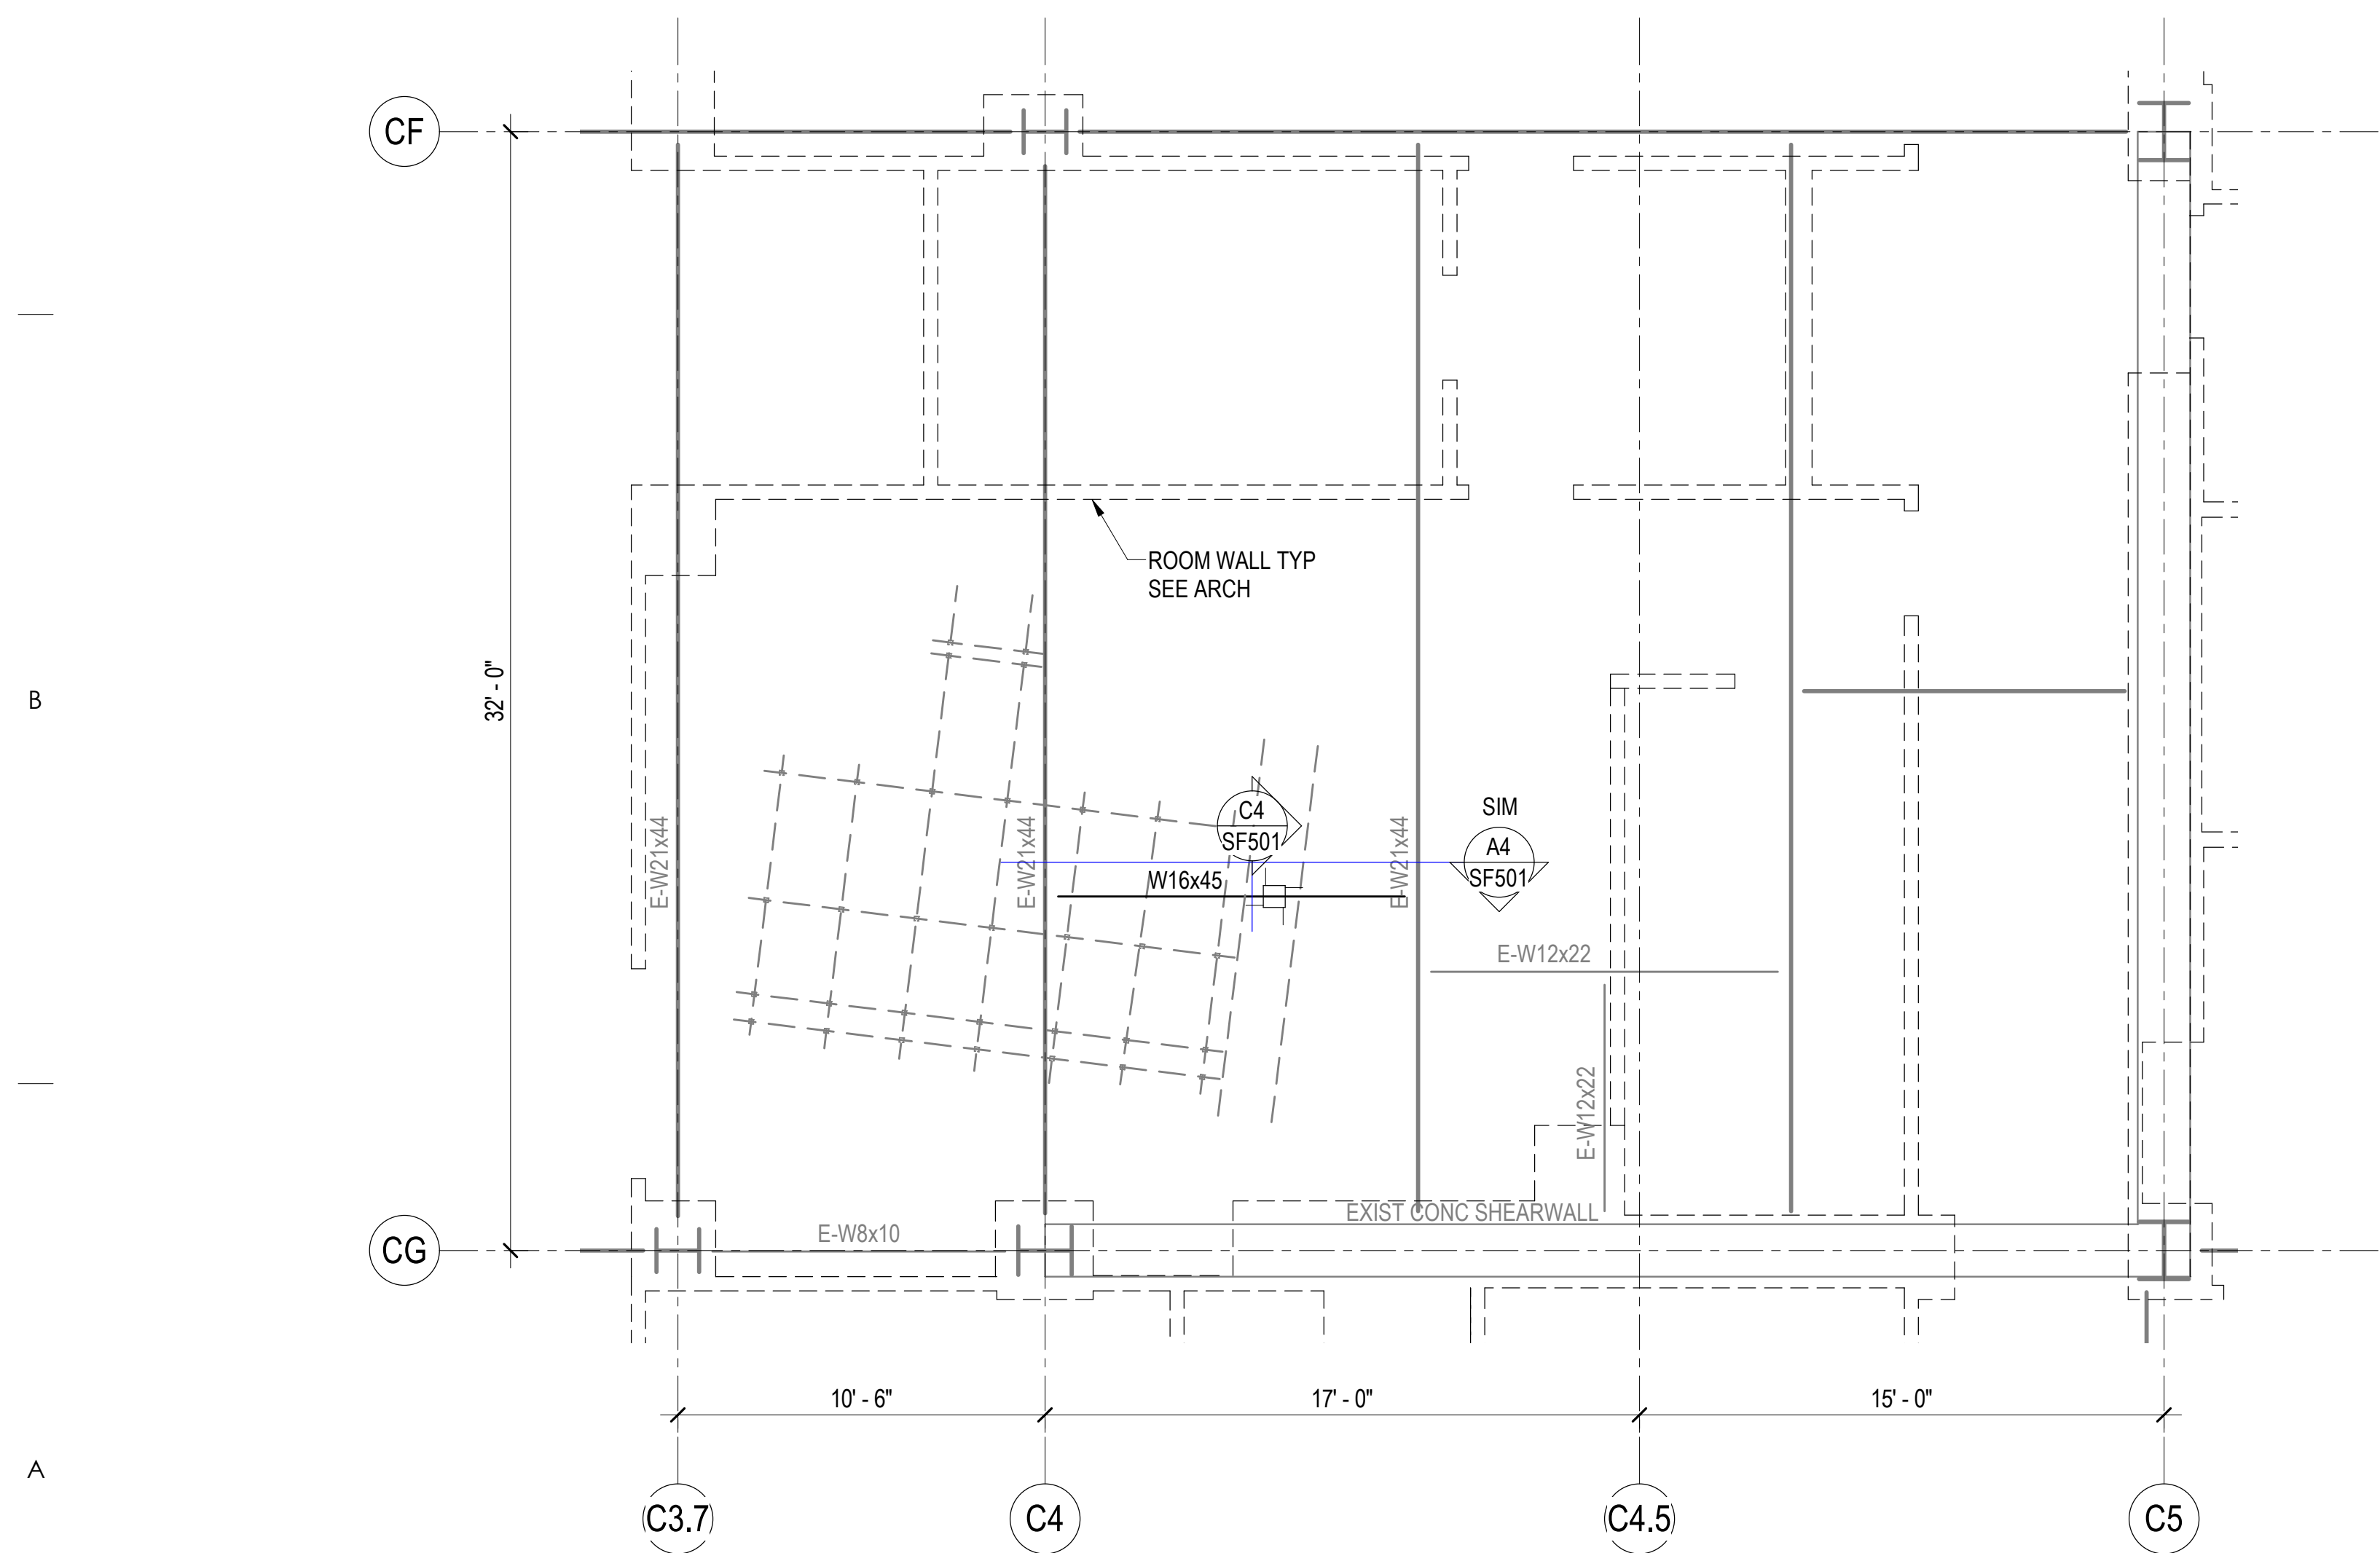 CF
ROOM WALL TYP
SEE ARCH
32' - 0"
B
E-W21x44
E-W21x44
E-W21x44
C4
SF501
SIM
A4
SF501
W16x45
E-W12x22
E-W12x22
EXIST CONC SHEARWALL
E-W8x10
CG
10' - 6"
17' - 0"
15' - 0"
A
C3.7
C4
C4.5
C5